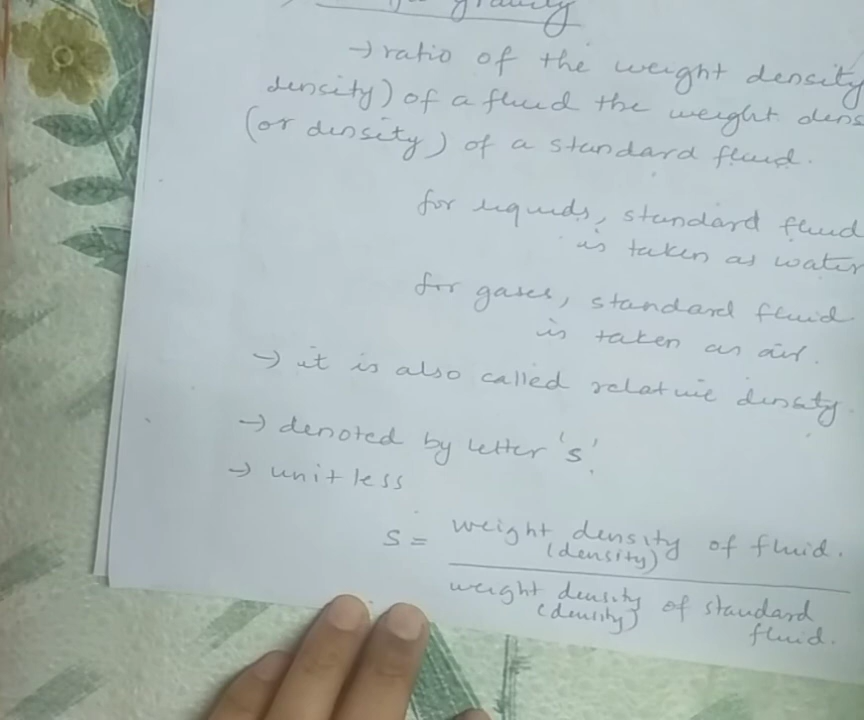 gravity
→ ratio of the weight density
density) of a fluid the weight dens
(or density) of a standard fluid.
for liquids, standard fluid
is taken as water
for gases, standard fluid
is taken as air.
→ it is also called relative density.
→ denoted by letter 's'.
→ unitless
S = weight density of fluid.
(density)
weight density of standard
(density) fluid.